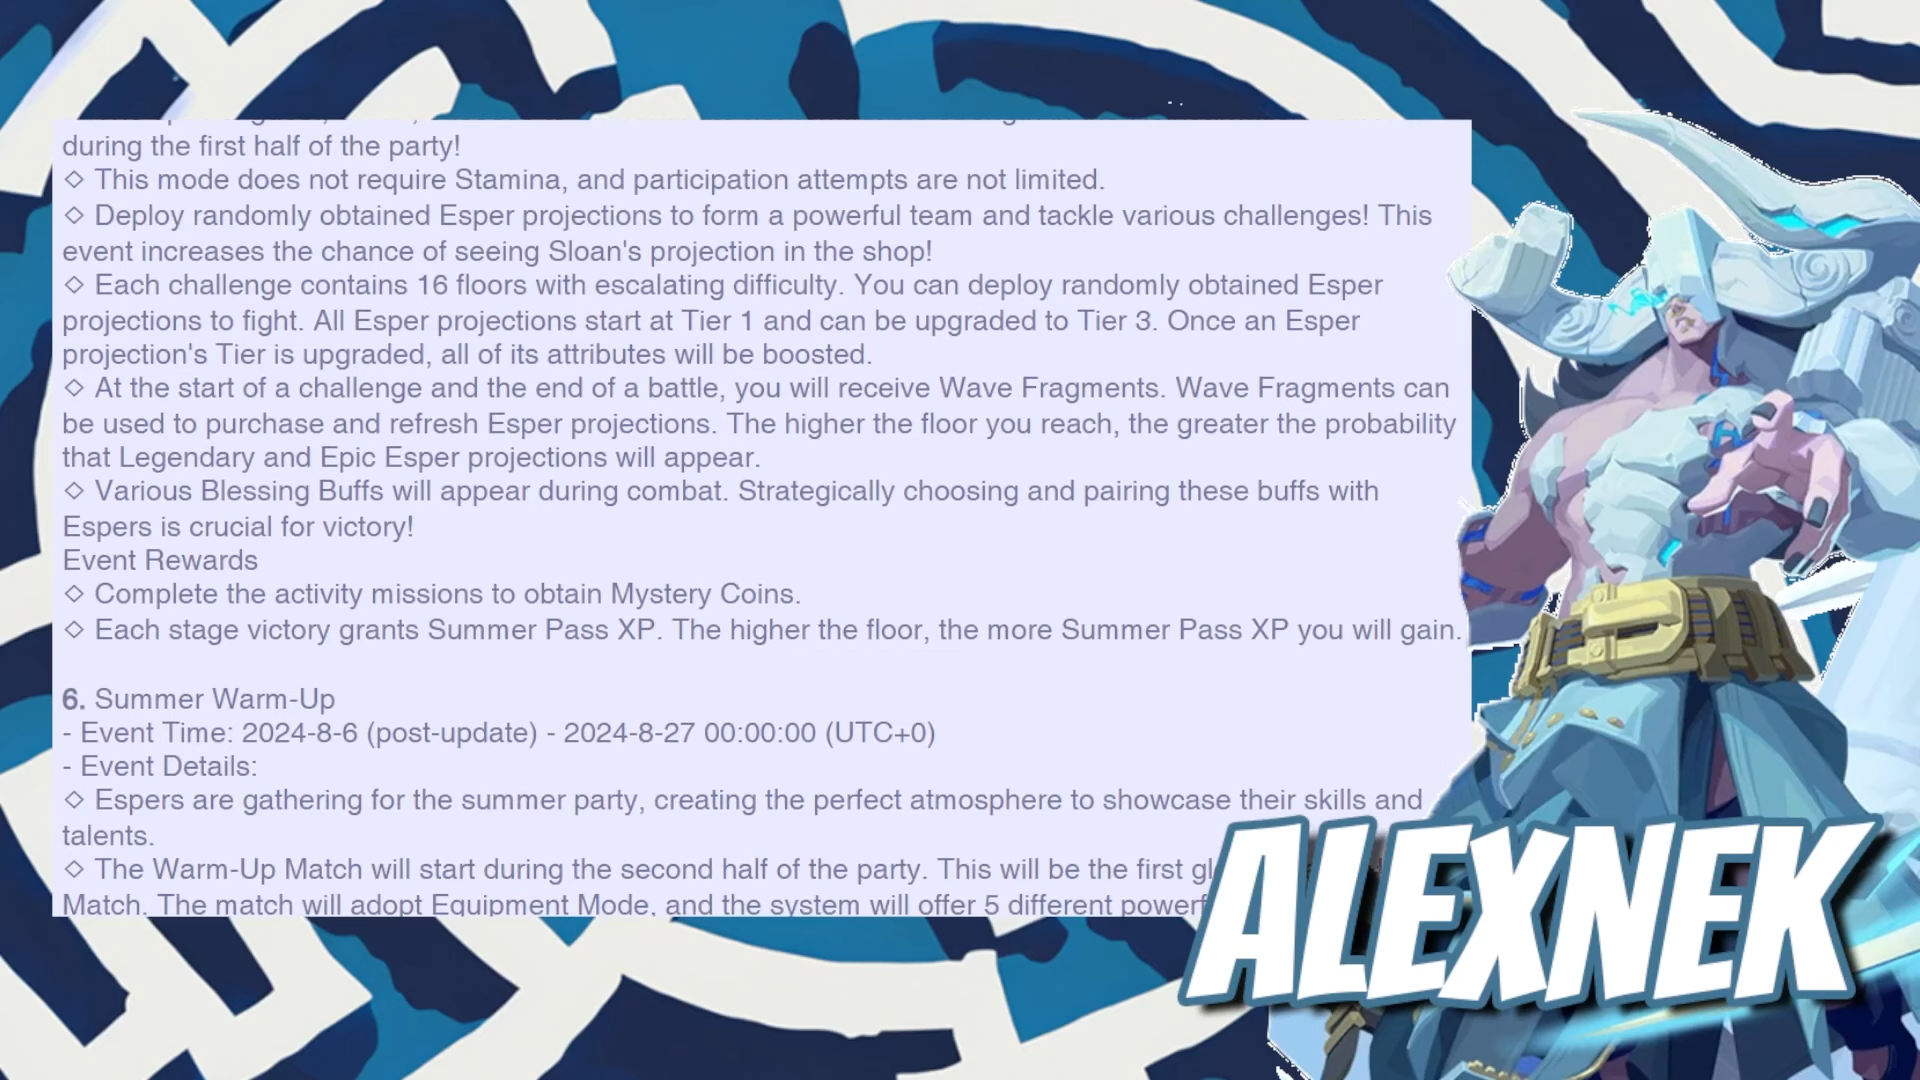 during the first half of the party!
◇ This mode does not require Stamina, and participation attempts are not limited.
◇ Deploy randomly obtained Esper projections to form a powerful team and tackle various challenges! This
event increases the chance of seeing Sloan's projection in the shop!
◇ Each challenge contains 16 floors with escalating difficulty. You can deploy randomly obtained Esper
projections to fight. All Esper projections start at Tier 1 and can be upgraded to Tier 3. Once an Esper
projection's Tier is upgraded, all of its attributes will be boosted.
◇ At the start of a challenge and the end of a battle, you will receive Wave Fragments. Wave Fragments can
be used to purchase and refresh Esper projections. The higher the floor you reach, the greater the probability
that Legendary and Epic Esper projections will appear.
◇ Various Blessing Buffs will appear during combat. Strategically choosing and pairing these buffs with
Espers is crucial for victory!
Event Rewards
◇ Complete the activity missions to obtain Mystery Coins.
◇ Each stage victory grants Summer Pass XP. The higher the floor, the more Summer Pass XP you will gain.
6. Summer Warm-Up
- Event Time: 2024-8-6 (post-update) - 2024-8-27 00:00:00 (UTC+0)
- Event Details:
◇ Espers are gathering for the summer party, creating the perfect atmosphere to showcase their skills and
talents.
◇ The Warm-Up Match will start during the second half of the party. This will be the first
Match. The match will adopt Equipment Mode, and the system will offer 5 different
ALEXNEK